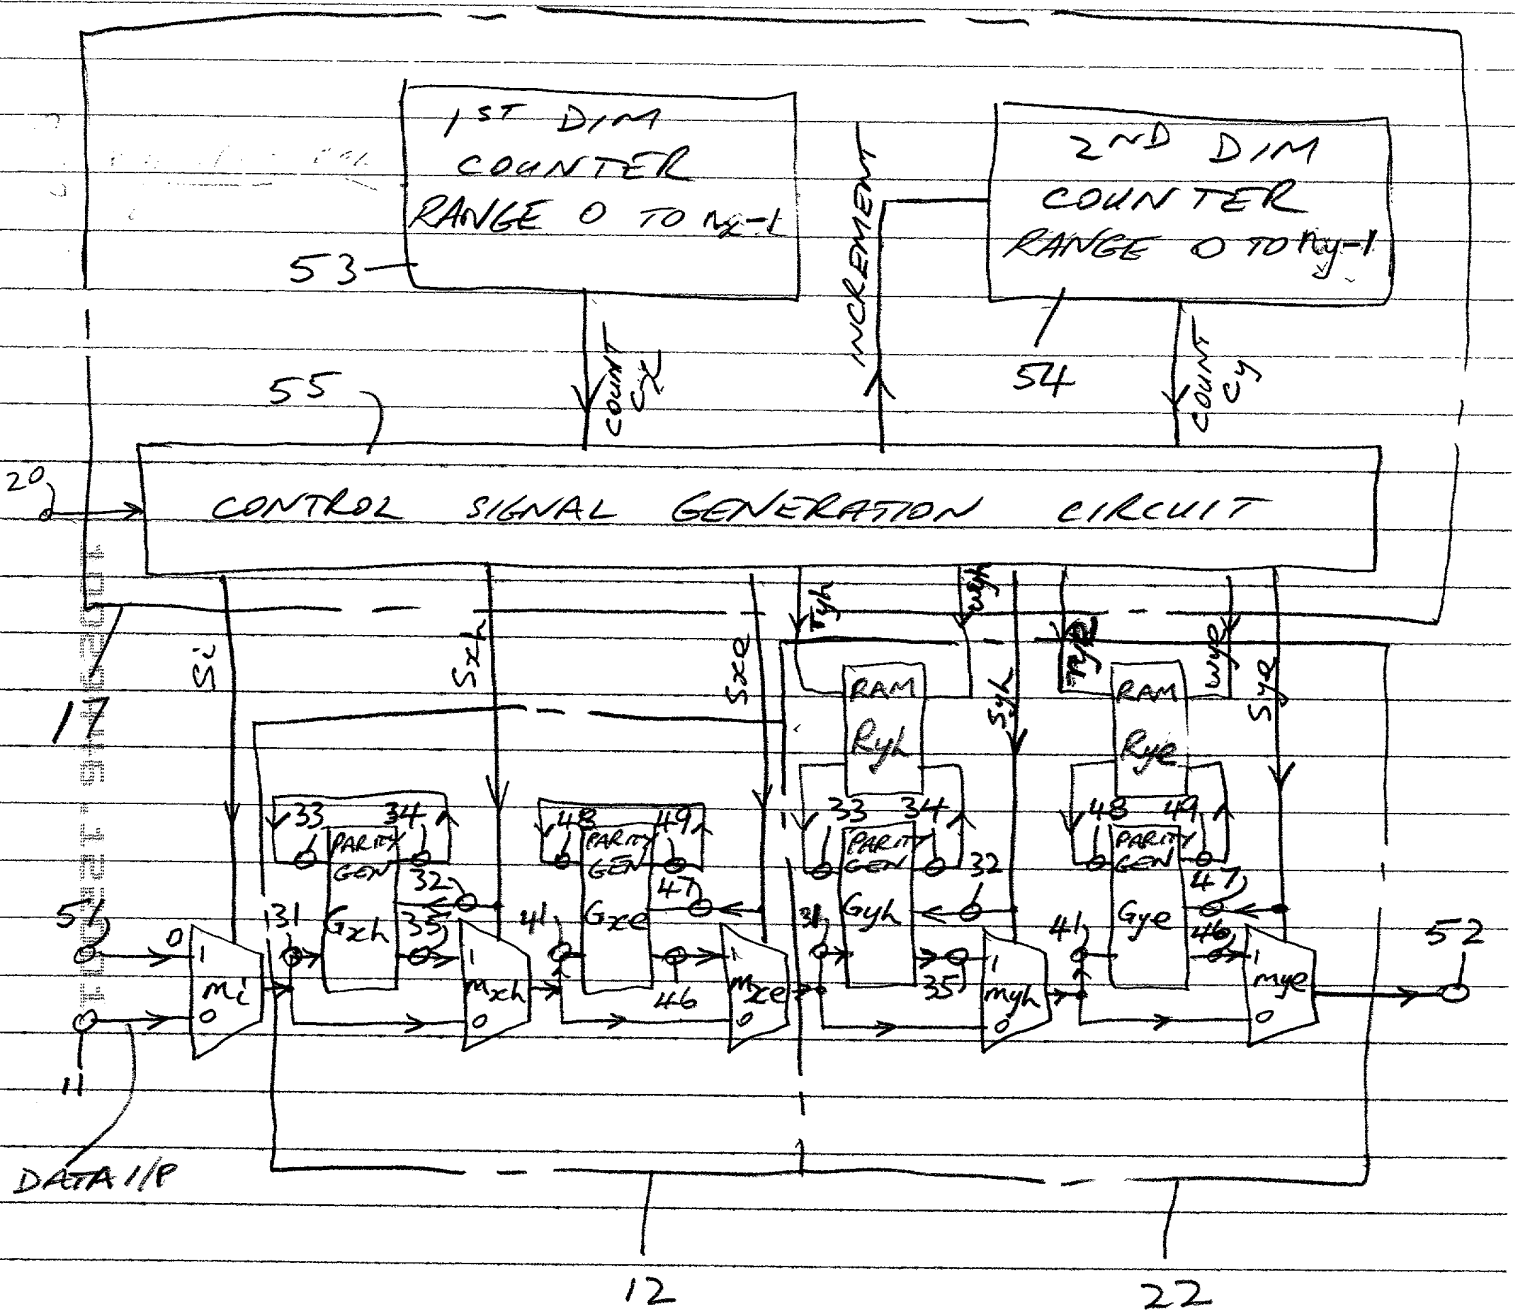 1ST DIM
COUNTER
RANGE 0 TO nx-1
53
2ND DIM
COUNTER
RANGE 0 TO ny-1
54
INCREMENT
COUNT
Cx
COUNT
Cy
55
20
CONTROL SIGNAL GENERATION CIRCUIT
Si
Sxh
Sxe
ryh
wyh
Syh
rye
wye
Sye
17
RAM
Ryh
RAM
Rye
33 34
48 49
33 34
48 49
PARITY
GEN
PARITY
GEN
PARITY
GEN
PARITY
GEN
32
47
32
47
51
0
31
Gxh
35
41
Gxe
46
31
Gyh
35
41
Gye
46
52
1
Mi
0
1
Mxh
0
1
Mxe
0
1
Myh
0
1
Mye
0
11
DATA I/P
12
22